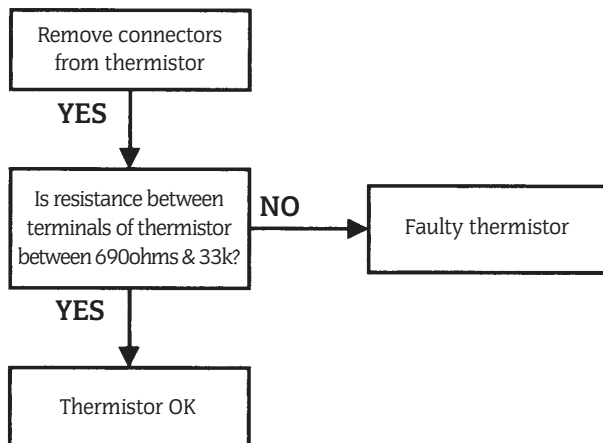 Remove connectors
from thermistor
YES
Is resistance between
terminals of thermistor
between 690ohms & 33k?
NO
Faulty thermistor
YES
Thermistor OK